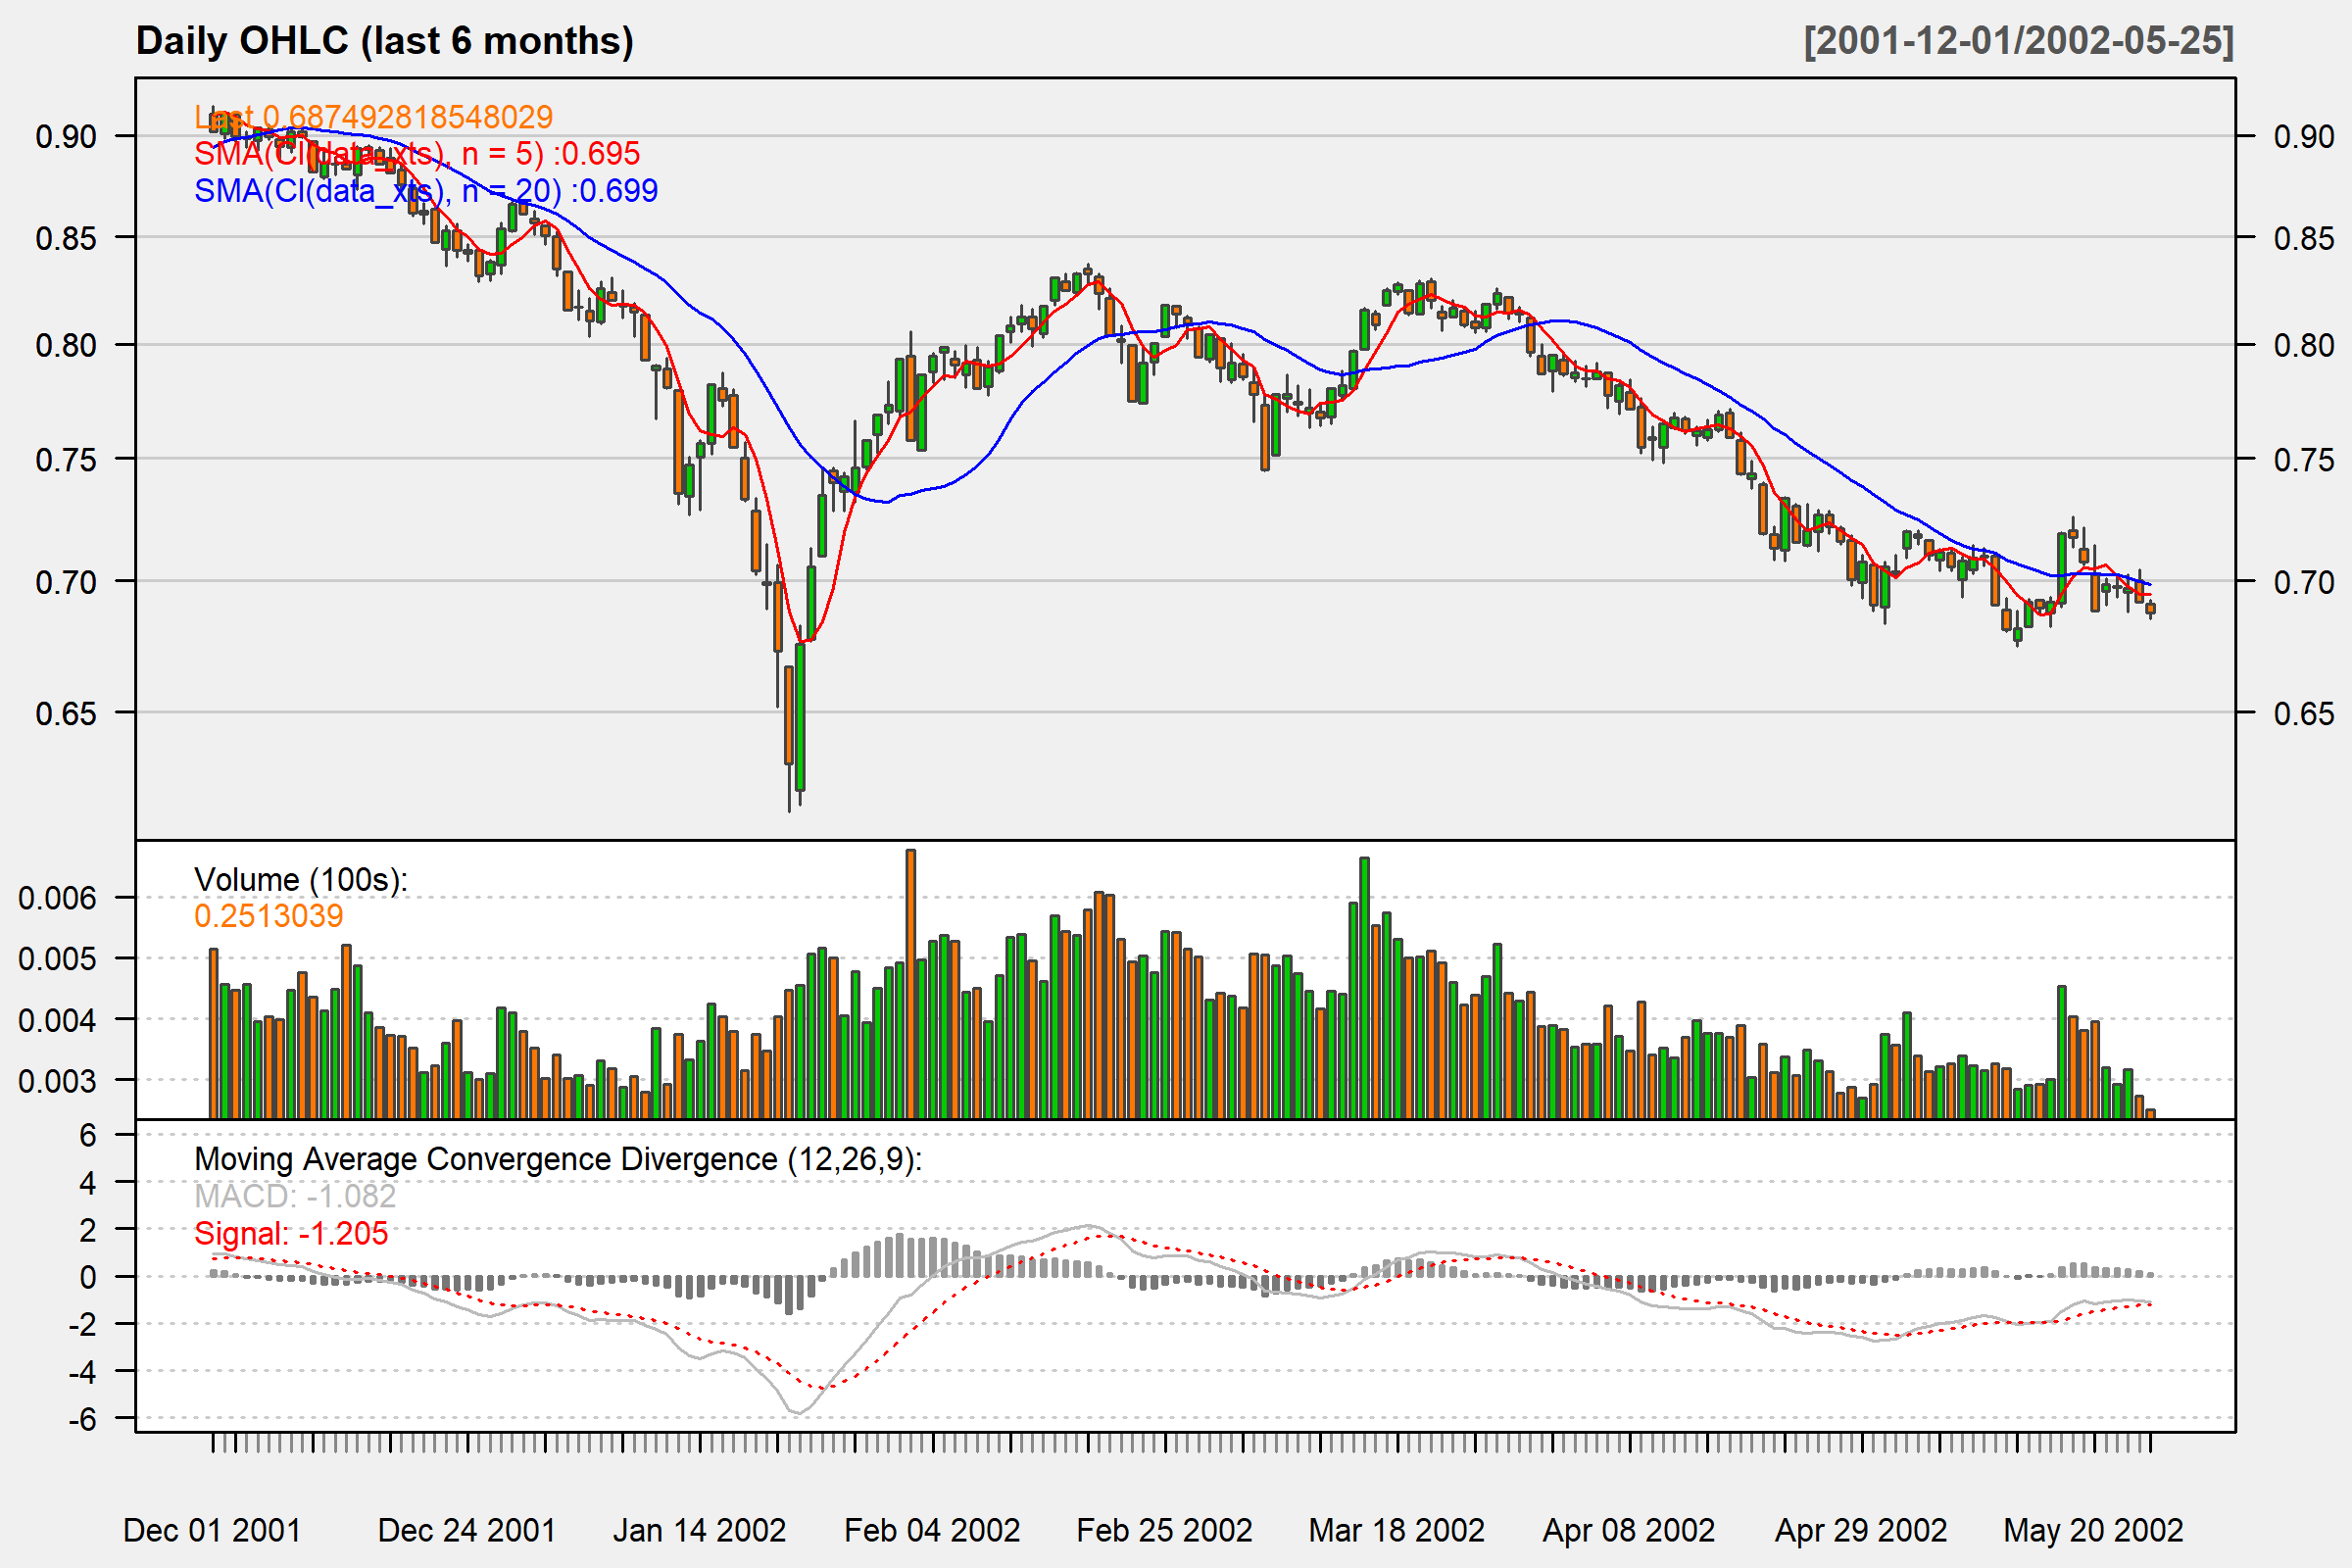 Daily OHLC (last 6 months)
[2001-12-01/2002-05-25]
Last 0.687492818548029
SMA(Cl(data_xts), n = 5) :0.695
SMA(Cl(data_xts), n = 20) :0.699
0.90
0.85
0.80
0.75
0.70
0.65
0.90
0.85
0.80
0.75
0.70
0.65
Volume (100s):
0.2513039
0.006
0.005
0.004
0.003
Moving Average Convergence Divergence (12,26,9):
MACD: -1.082
Signal: -1.205
6
4
2
0
-2
-4
-6
Dec 01 2001
Dec 24 2001
Jan 14 2002
Feb 04 2002
Feb 25 2002
Mar 18 2002
Apr 08 2002
Apr 29 2002
May 20 2002